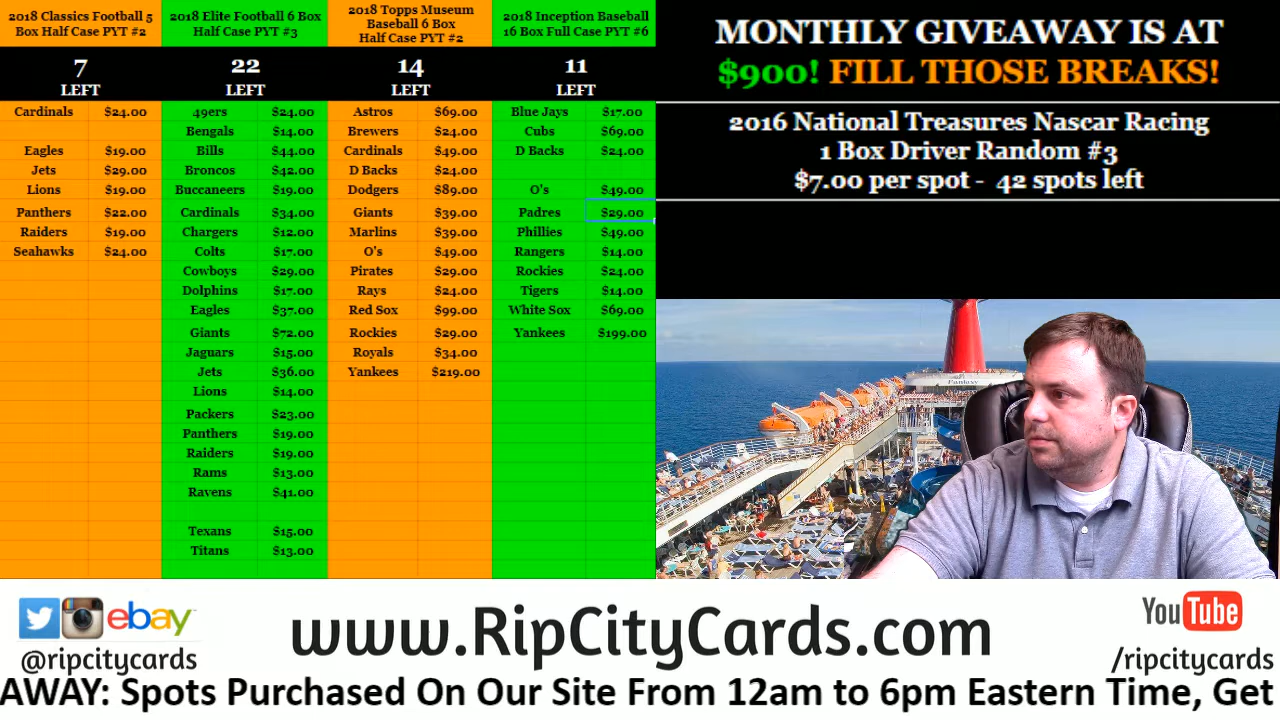 2018 Classics Football 5
Box Half Case PYT #2
7
LEFT
Cardinals $24.00
Eagles $19.00
Jets $29.00
Lions $19.00
Panthers $22.00
Raiders $19.00
Seahawks $24.00
2018 Elite Football 6 Box
Half Case PYT #3
22
LEFT
49ers $24.00
Bengals $14.00
Bills $44.00
Broncos $42.00
Buccaneers $19.00
Cardinals $34.00
Chargers $12.00
Colts $17.00
Cowboys $29.00
Dolphins $17.00
Eagles $37.00
Giants $72.00
Jaguars $15.00
Jets $36.00
Lions $14.00
Packers $23.00
Panthers $19.00
Raiders $19.00
Rams $13.00
Ravens $41.00
Texans $15.00
Titans $13.00
2018 Topps Museum
Baseball 6 Box
Half Case PYT #2
14
LEFT
Astros $69.00
Brewers $24.00
Cardinals $49.00
D Backs $24.00
Dodgers $89.00
Giants $39.00
Marlins $39.00
O's $49.00
Pirates $29.00
Rays $24.00
Red Sox $99.00
Rockies $29.00
Royals $34.00
Yankees $219.00
2018 Inception Baseball
16 Box Full Case PYT #6
11
LEFT
Blue Jays $17.00
Cubs $69.00
D Backs $24.00
O's $49.00
Padres $29.00
Phillies $49.00
Rangers $14.00
Rockies $24.00
Tigers $14.00
White Sox $69.00
Yankees $199.00
MONTHLY GIVEAWAY IS AT
$900! FILL THOSE BREAKS!
2016 National Treasures Nascar Racing
1 Box Driver Random #3
$7.00 per spot - 42 spots left
Fantasy
ebay
@ripcitycards
www.RipCityCards.com
YouTube
/ripcitycards
AWAY: Spots Purchased On Our Site From 12am to 6pm Eastern Time, Get